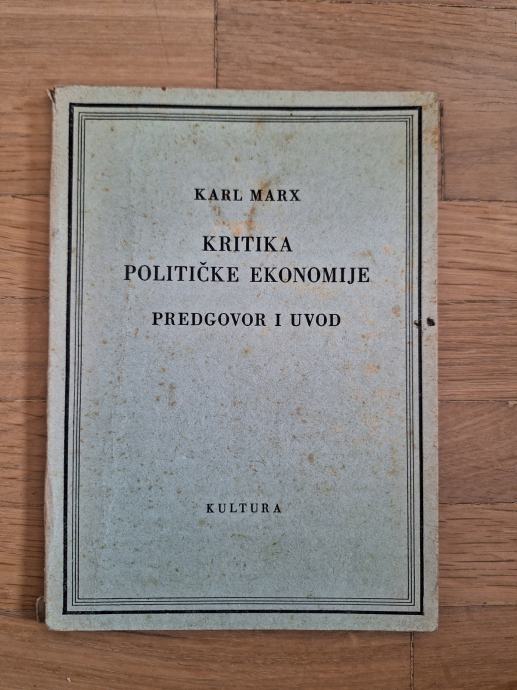 KARL MARX
KRITIKA
POLITIČKE EKONOMIJE
PREDGOVOR I UVOD
KULTURA